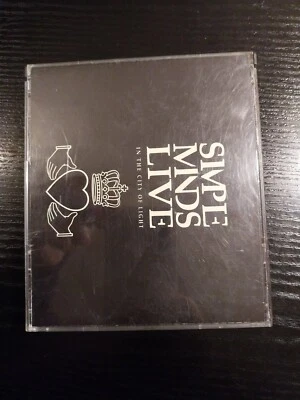 SIMPLE
MINDS
LIVE
IN THE CITY OF LIGHT